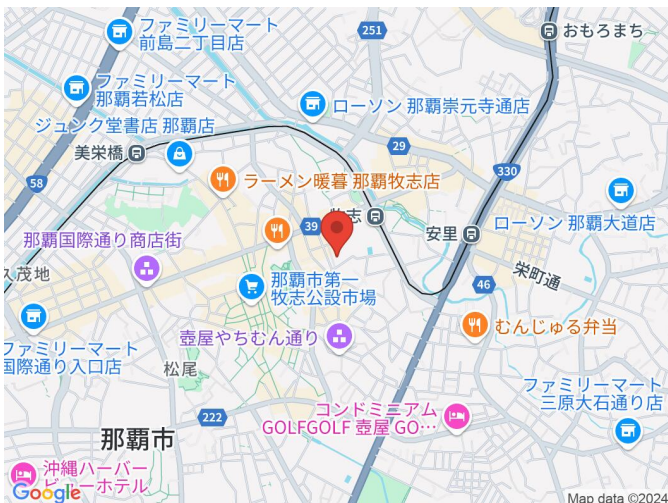 ファミリーマート
前島二丁目店
251
おもろまち
ファミリーマート
那覇若松店
ローソン 那覇崇元寺通店
ジュンク堂書店 那覇店
美栄橋
29
330
58
ラーメン暖暮 那覇牧志店
39
牧志
安里
ローソン 那覇大道店
那覇国際通り商店街
久茂地
栄町通
46
那覇市第一
牧志公設市場
むんじゅる弁当
ファミリーマート
国際通り入口店
壺屋やちむん通り
松尾
ファミリーマート
三原大石通り店
コンドミニアム
GOLFGOLF 壺屋 GO…
222
那覇市
沖縄ハーバー
ビューホテル
Google
Map data ©2024